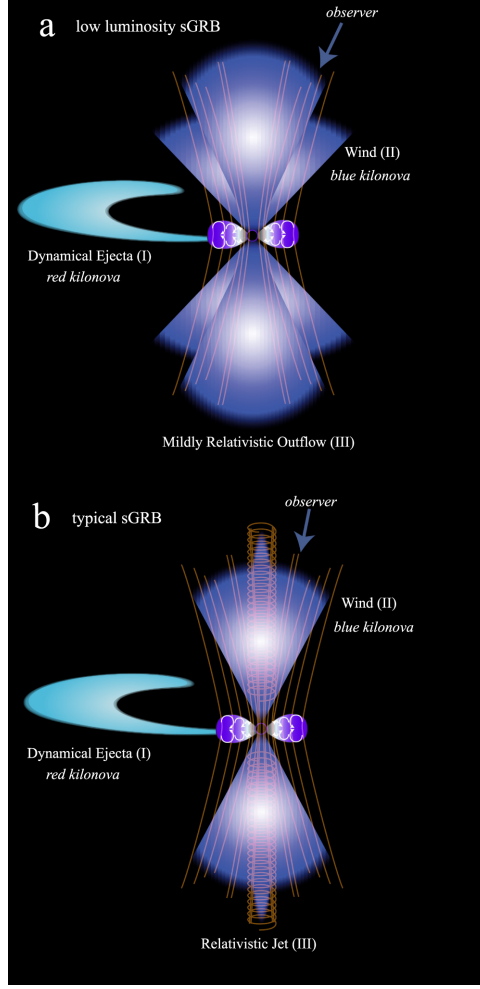 a
low luminosity sGRB
observer
Wind (II)
blue kilonova
Dynamical Ejecta (I)
red kilonova
Mildly Relativistic Outflow (III)
b
typical sGRB
observer
Wind (II)
blue kilonova
Dynamical Ejecta (I)
red kilonova
Relativistic Jet (III)